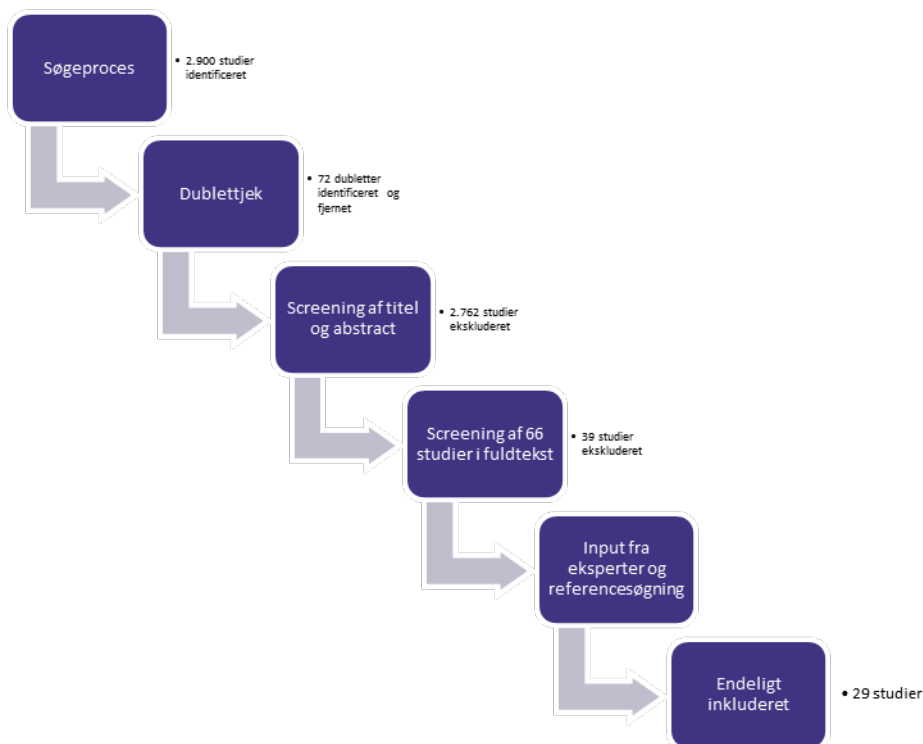 Søgeproces
• 2.900 studier
identificeret
Dublettjek
• 72 dubletter
identificeret og
fjernet
Screening af titel
og abstract
• 2.762 studier
ekskluderet
Screening af 66
studier i fuldtekst
• 39 studier
ekskluderet
Input fra
eksperter og
referencesøgning
Endeligt
inkluderet
• 29 studier